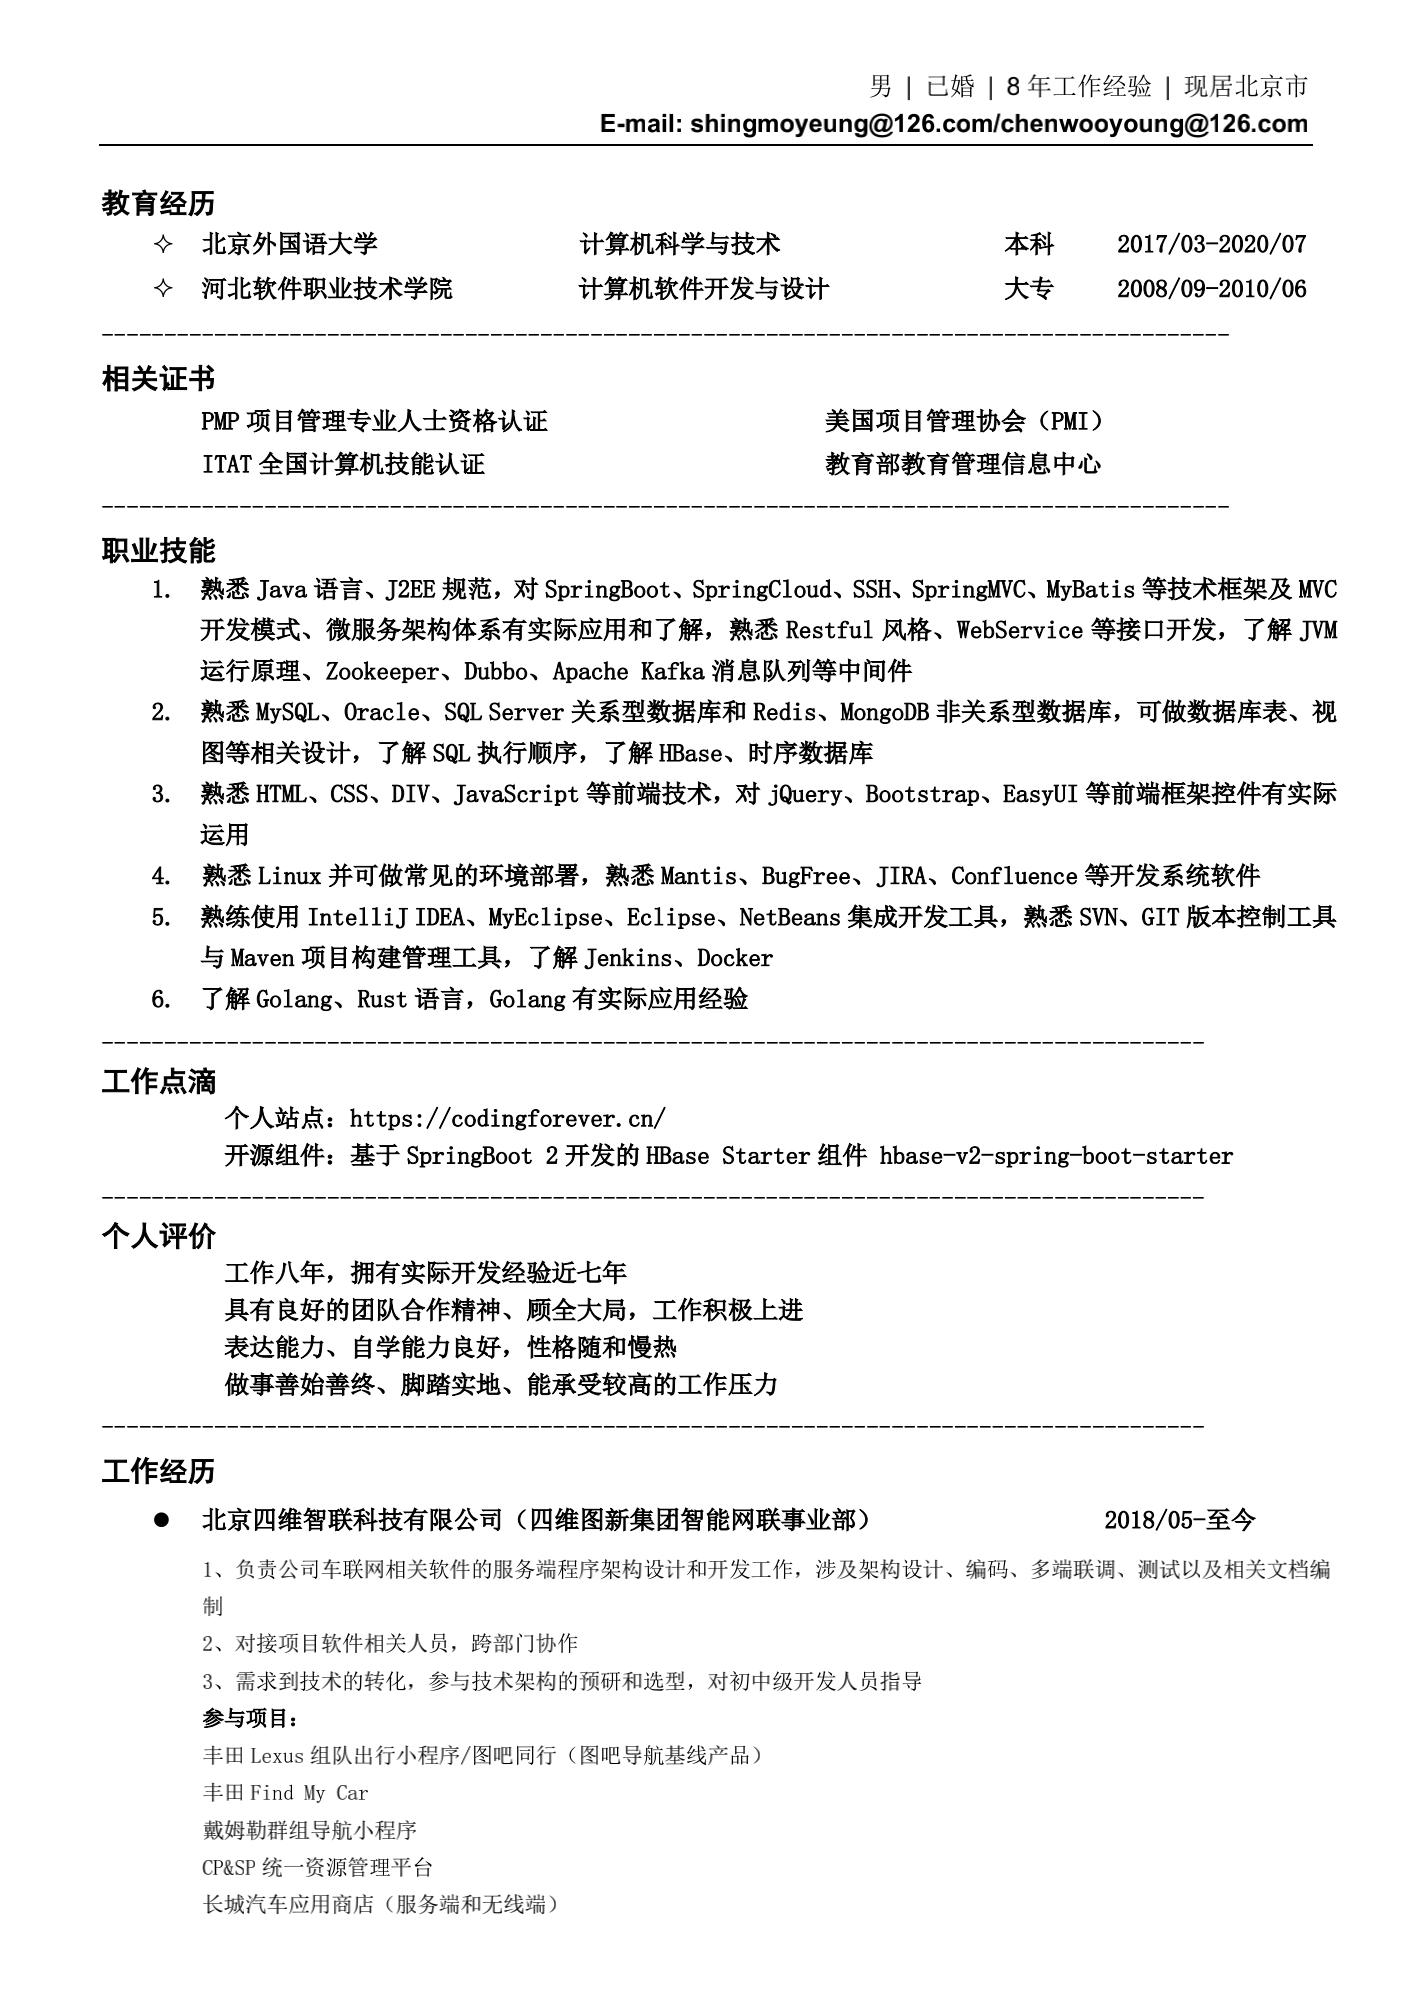 男 | 已婚 | 8 年工作经验 | 现居北京市
E-mail: shingmoyeung@126.com/chenwooyoung@126.com
教育经历
✧ 北京外国语大学 计算机科学与技术 本科 2017/03-2020/07
✧ 河北软件职业技术学院 计算机软件开发与设计 大专 2008/09-2010/06
------------------------------------------------------------------------------------------
相关证书
PMP 项目管理专业人士资格认证 美国项目管理协会（PMI）
ITAT 全国计算机技能认证 教育部教育管理信息中心
------------------------------------------------------------------------------------------
职业技能
1. 熟悉 Java 语言、J2EE 规范，对 SpringBoot、SpringCloud、SSH、SpringMVC、MyBatis 等技术框架及 MVC
开发模式、微服务架构体系有实际应用和了解，熟悉 Restful 风格、WebService 等接口开发，了解 JVM
运行原理、Zookeeper、Dubbo、Apache Kafka 消息队列等中间件
2. 熟悉 MySQL、Oracle、SQL Server 关系型数据库和 Redis、MongoDB 非关系型数据库，可做数据库表、视
图等相关设计，了解 SQL 执行顺序，了解 HBase、时序数据库
3. 熟悉 HTML、CSS、DIV、JavaScript 等前端技术，对 jQuery、Bootstrap、EasyUI 等前端框架控件有实际
运用
4. 熟悉 Linux 并可做常见的环境部署，熟悉 Mantis、BugFree、JIRA、Confluence 等开发系统软件
5. 熟练使用 IntelliJ IDEA、MyEclipse、Eclipse、NetBeans 集成开发工具，熟悉 SVN、GIT 版本控制工具
与 Maven 项目构建管理工具，了解 Jenkins、Docker
6. 了解 Golang、Rust 语言，Golang 有实际应用经验
----------------------------------------------------------------------------------------
工作点滴
个人站点：https://codingforever.cn/
开源组件：基于 SpringBoot 2 开发的 HBase Starter 组件 hbase-v2-spring-boot-starter
----------------------------------------------------------------------------------------
个人评价
工作八年，拥有实际开发经验近七年
具有良好的团队合作精神、顾全大局，工作积极上进
表达能力、自学能力良好，性格随和慢热
做事善始善终、脚踏实地、能承受较高的工作压力
----------------------------------------------------------------------------------------
工作经历
● 北京四维智联科技有限公司（四维图新集团智能网联事业部） 2018/05-至今
1、负责公司车联网相关软件的服务端程序架构设计和开发工作，涉及架构设计、编码、多端联调、测试以及相关文档编
制
2、对接项目软件相关人员，跨部门协作
3、需求到技术的转化，参与技术架构的预研和选型，对初中级开发人员指导
参与项目：
丰田 Lexus 组队出行小程序/图吧同行（图吧导航基线产品）
丰田 Find My Car
戴姆勒群组导航小程序
CP&SP 统一资源管理平台
长城汽车应用商店（服务端和无线端）